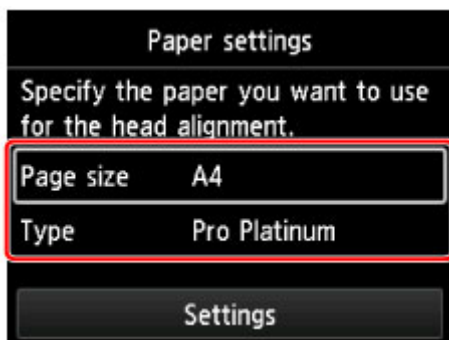 Paper settings
Specify the paper you want to use
for the head alignment.
Page size A4
Type Pro Platinum
Settings